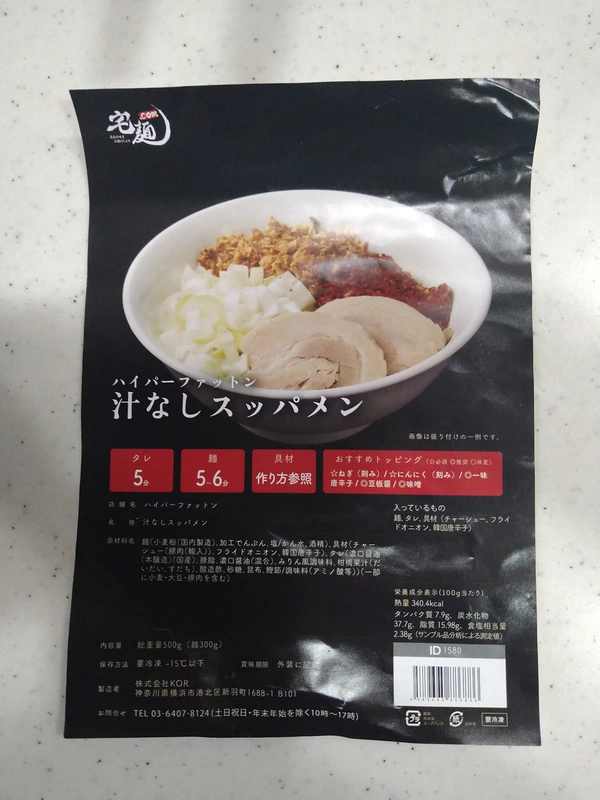 宅麺
.COM
ハイパーファットン
汁なしスッパメン
画像は盛り付けの一例です。
タレ
5分
麺
5~6分
具材
作り方参照
おすすめトッピング(☆必須 ◎推奨 ○味変)
☆ねぎ(刻み)/☆にんにく(刻み)/◎一味
唐辛子/◎豆板醤/◎味噌
店舗名 ハイパーファットン
名称 汁なしスッパメン
原材料名 麺(小麦粉(国内製造)、加工でんぷん、塩/かん水、酒精)、具材(チャー
シュー(豚肉(輸入))、フライドオニオン、韓国唐辛子)、タレ(濃口醤油
(本醸造)(国産)、豚脂、濃口醤油(混合)、みりん風調味料、柑橘果汁(だ
いだい、すだち)、醸造酢、砂糖、昆布、鰹節/調味料(アミノ酸等))(一部
に小麦・大豆・豚肉を含む)
入っているもの
麺、タレ、具材(チャーシュー、フライ
ドオニオン、韓国唐辛子)
栄養成分表示(100g当たり)
熱量 340.4kcal
タンパク質 7.9g、炭水化物
37.7g、脂質 15.98g、食塩相当量
2.38g(サンプル品分析による推定値)
内容量 総重量500g(麺300g)
保存方法 要冷凍 -15℃以下 賞味期限 外装に記載
製造者 株式会社KOR
神奈川県横浜市港北区新羽町1688-1 B101
お問合せ TEL 03-6407-8124(土日祝日・年末年始を除く10時〜17時)
ID 1580
プラ
紙
要冷凍